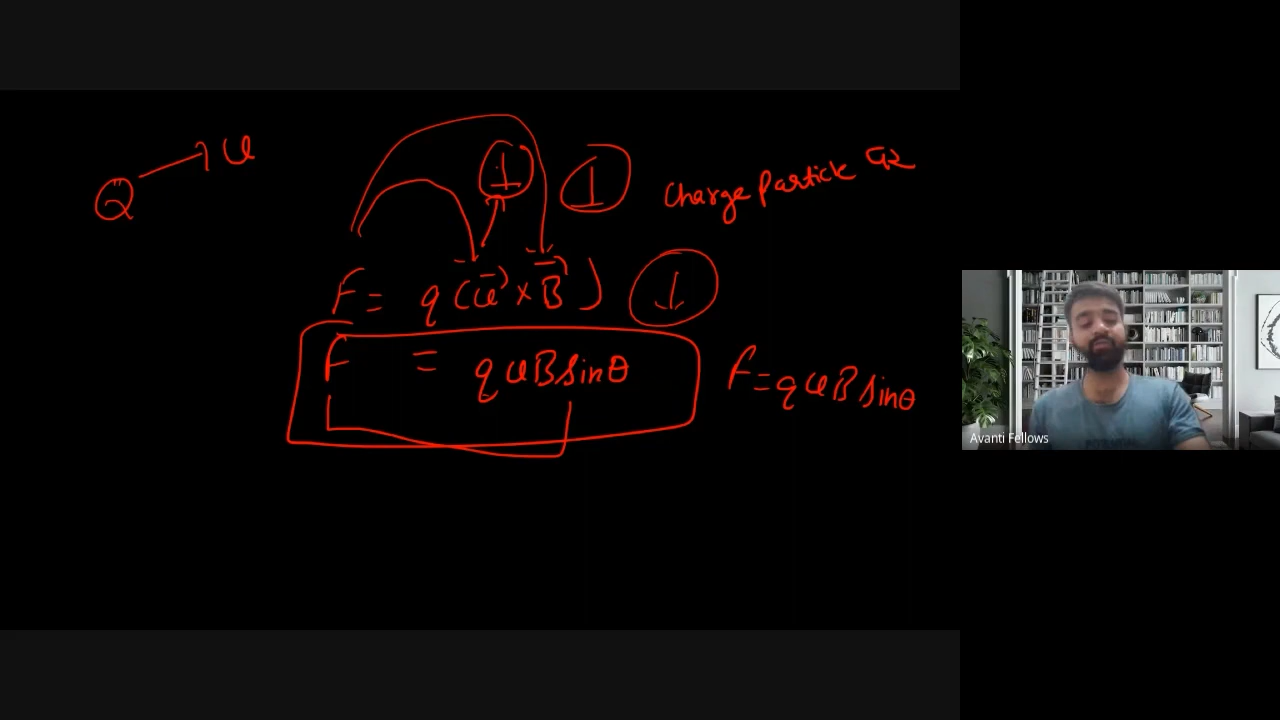 Q → u
⊥ ⊥
Charge Particle
F = q (u⃗ × B⃗) ⊥
F = quBsinθ
F = quBsinθ
Avanti Fellows